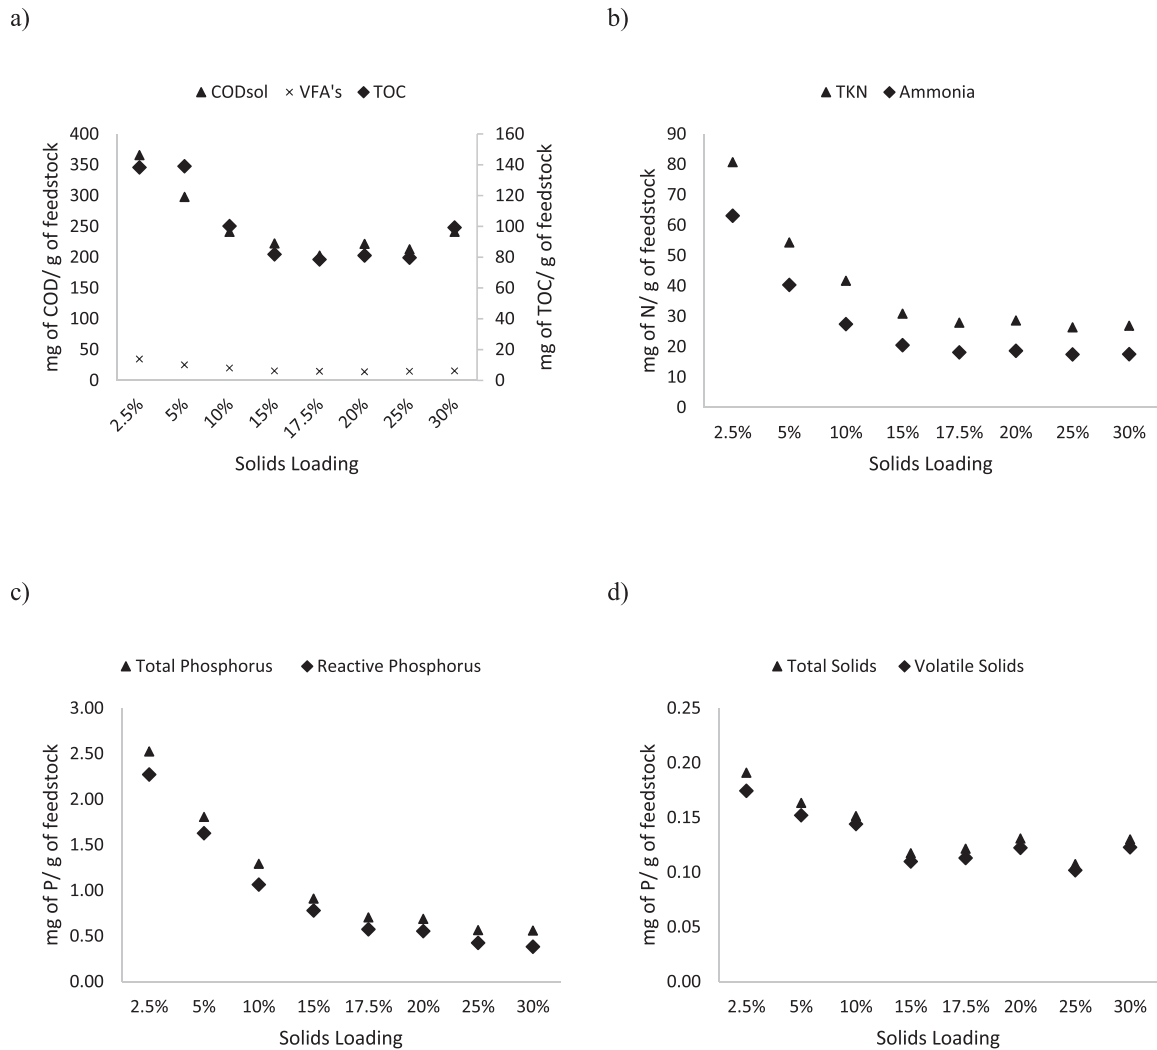 a)
CODsol VFA's TOC
mg of COD/ g of feedstock
400
350
300
250
200
150
100
50
0
160
140
120
100
80
60
40
20
0
mg of TOC/ g of feedstock
2.5% 5% 10% 15% 17.5% 20% 25% 30%
Solids Loading
b)
TKN Ammonia
mg of N/ g of feedstock
90
80
70
60
50
40
30
20
10
0
2.5% 5% 10% 15% 17.5% 20% 25% 30%
Solids Loading
c)
Total Phosphorus Reactive Phosphorus
mg of P/ g of feedstock
3.00
2.50
2.00
1.50
1.00
0.50
0.00
2.5% 5% 10% 15% 17.5% 20% 25% 30%
Solids Loading
d)
Total Solids Volatile Solids
mg of P/ g of feedstock
0.25
0.20
0.15
0.10
0.05
0.00
2.5% 5% 10% 15% 17.5% 20% 25% 30%
Solids Loading